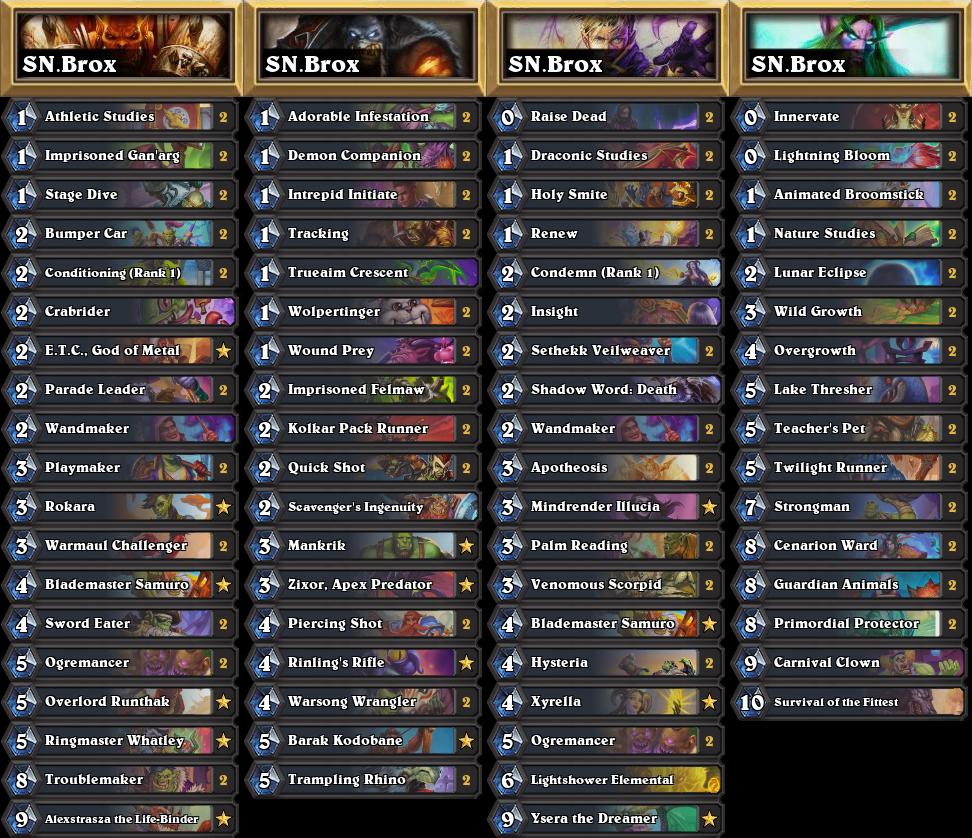 SN.Brox
1 Athletic Studies 2
1 Imprisoned Gan'arg 2
1 Stage Dive 2
2 Bumper Car 2
2 Conditioning (Rank 1) 2
2 Crabrider
2 E.T.C., God of Metal
2 Parade Leader 2
2 Wandmaker
3 Playmaker 2
3 Rokara
3 Warmaul Challenger 2
4 Blademaster Samuro
4 Sword Eater 2
5 Ogremancer 2
5 Overlord Runthak
5 Ringmaster Whatley
8 Troublemaker 2
9 Alexstrasza the Life-Binder
SN.Brox
1 Adorable Infestation 2
1 Demon Companion 2
1 Intrepid Initiate 2
1 Tracking 2
1 Trueaim Crescent
1 Wolpertinger 2
1 Wound Prey 2
2 Imprisoned Felmaw 2
2 Kolkar Pack Runner 2
2 Quick Shot 2
2 Scavenger's Ingenuity
3 Mankrik
3 Zixor, Apex Predator
4 Piercing Shot 2
4 Rinling's Rifle
4 Warsong Wrangler 2
5 Barak Kodobane
5 Trampling Rhino 2
SN.Brox
0 Raise Dead 2
1 Draconic Studies 2
1 Holy Smite 2
1 Renew 2
2 Condemn (Rank 1)
2 Insight
2 Sethekk Veilweaver 2
2 Shadow Word: Death
2 Wandmaker 2
3 Apotheosis 2
3 Mindrender Illucia
3 Palm Reading 2
3 Venomous Scorpid 2
4 Blademaster Samuro
4 Hysteria 2
4 Xyrella
5 Ogremancer 2
6 Lightshower Elemental
9 Ysera the Dreamer
SN.Brox
0 Innervate 2
0 Lightning Bloom 2
1 Animated Broomstick 2
1 Nature Studies 2
2 Lunar Eclipse 2
3 Wild Growth 2
4 Overgrowth 2
5 Lake Thresher 2
5 Teacher's Pet 2
5 Twilight Runner 2
7 Strongman 2
8 Cenarion Ward 2
8 Guardian Animals 2
8 Primordial Protector 2
9 Carnival Clown
10 Survival of the Fittest